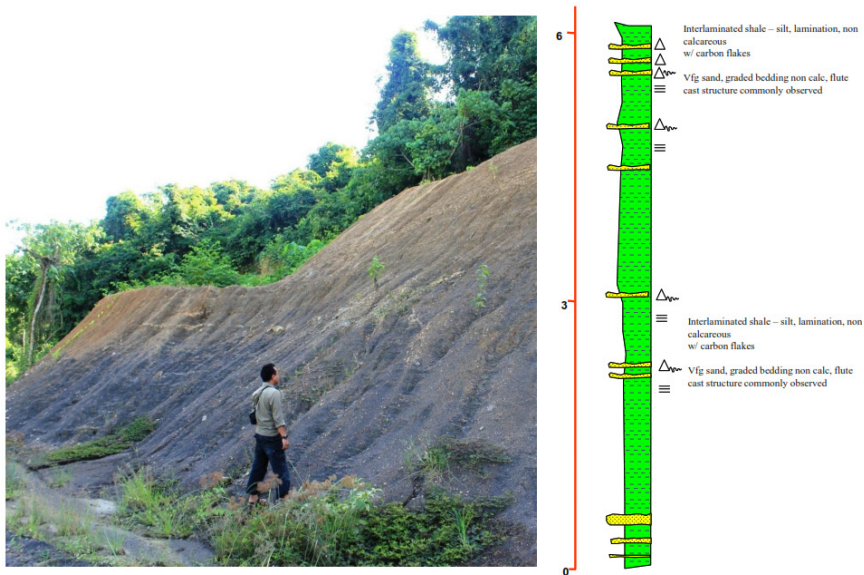 6
Interlaminated shale – silt, lamination, non
calcareous
w/ carbon flakes
Vfg sand, graded bedding non calc, flute
cast structure commonly observed
3
Interlaminated shale – silt, lamination, non
calcareous
w/ carbon flakes
Vfg sand, graded bedding non calc, flute
cast structure commonly observed
0